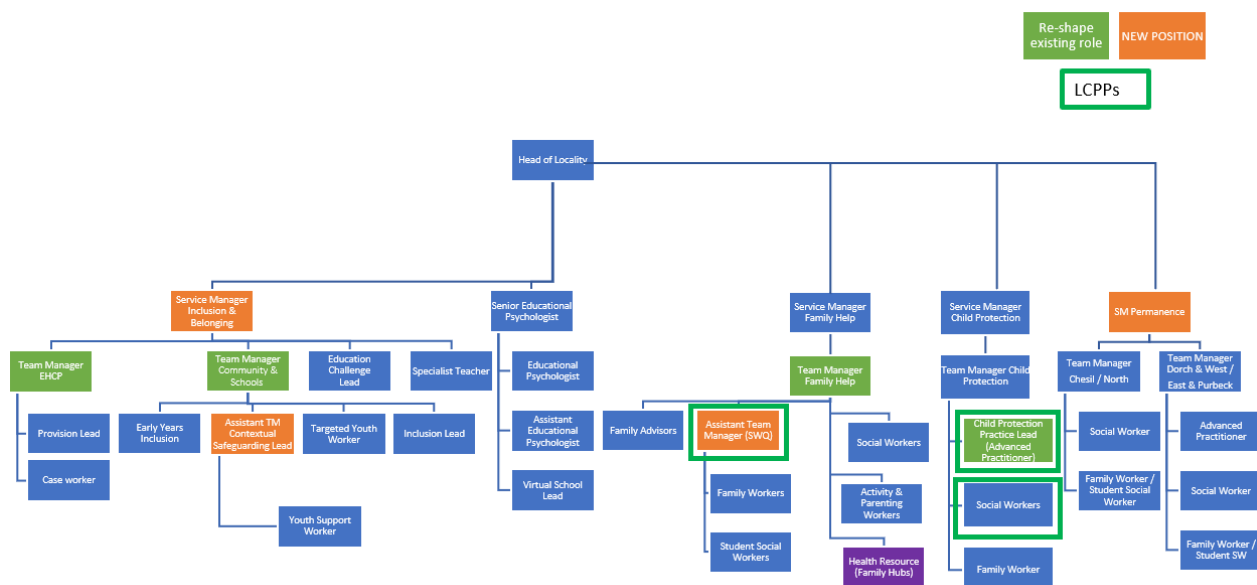 Re-shape
existing role
NEW POSITION
LCPPs
Head of Locality
Service Manager
Inclusion &
Belonging
Senior Educational
Psychologist
Service Manager
Family Help
Service Manager
Child Protection
SM Permanence
Team Manager
EHCP
Team Manager
Community &
Schools
Education
Challenge
Lead
Specialist Teacher
Educational
Psychologist
Team Manager
Family Help
Team Manager Child
Protection
Team Manager
Chesil / North
Team Manager
Dorch & West /
East & Purbeck
Provision Lead
Early Years
Inclusion
Assistant TM
Contextual
Safeguarding Lead
Targeted Youth
Worker
Inclusion Lead
Assistant
Educational
Psychologist
Family Advisors
Assistant Team
Manager (SWQ)
Social Workers
Child Protection
Practice Lead
(Advanced
Practitioner)
Social Worker
Advanced
Practitioner
Case worker
Virtual School
Lead
Family Workers
Activity &
Parenting
Workers
Social Workers
Family Worker /
Student Social
Worker
Social Worker
Youth Support
Worker
Student Social
Workers
Health Resource
(Family Hubs)
Family Worker
Family Worker /
Student SW